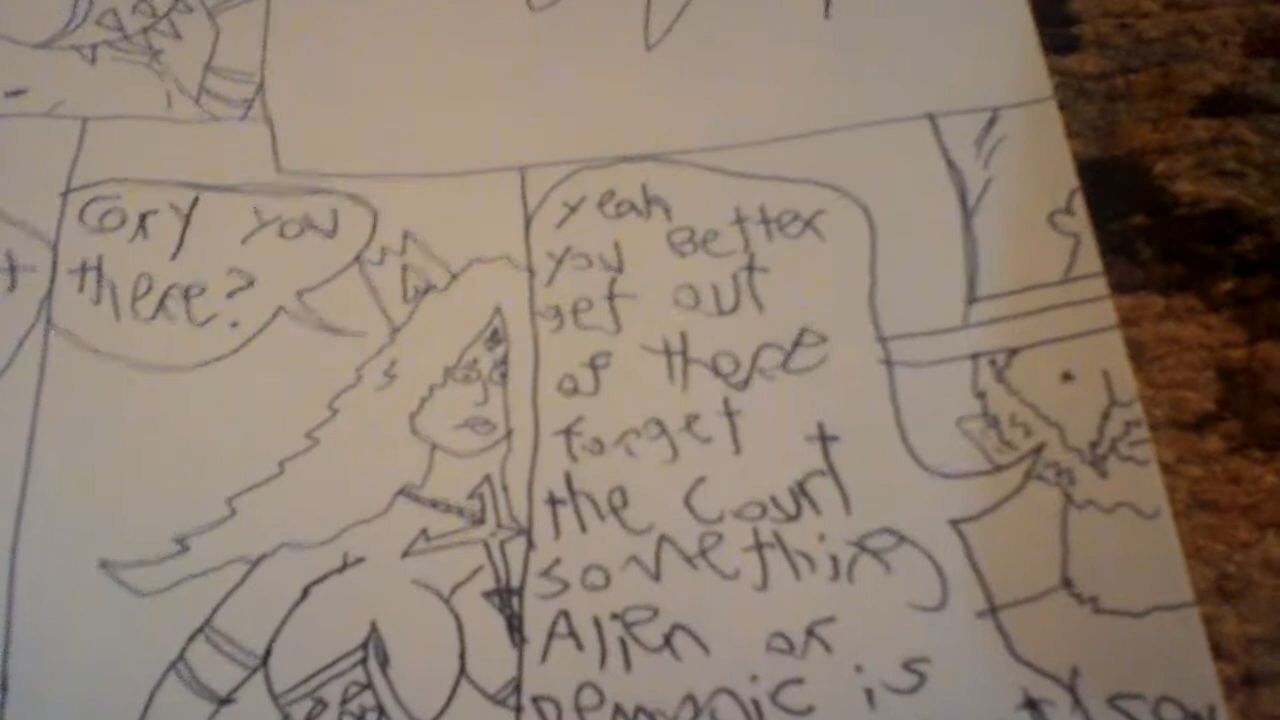 Cory you
there?
yeah
you Better
get out
of there
forget
the Court
something
Alien or
Demonic is